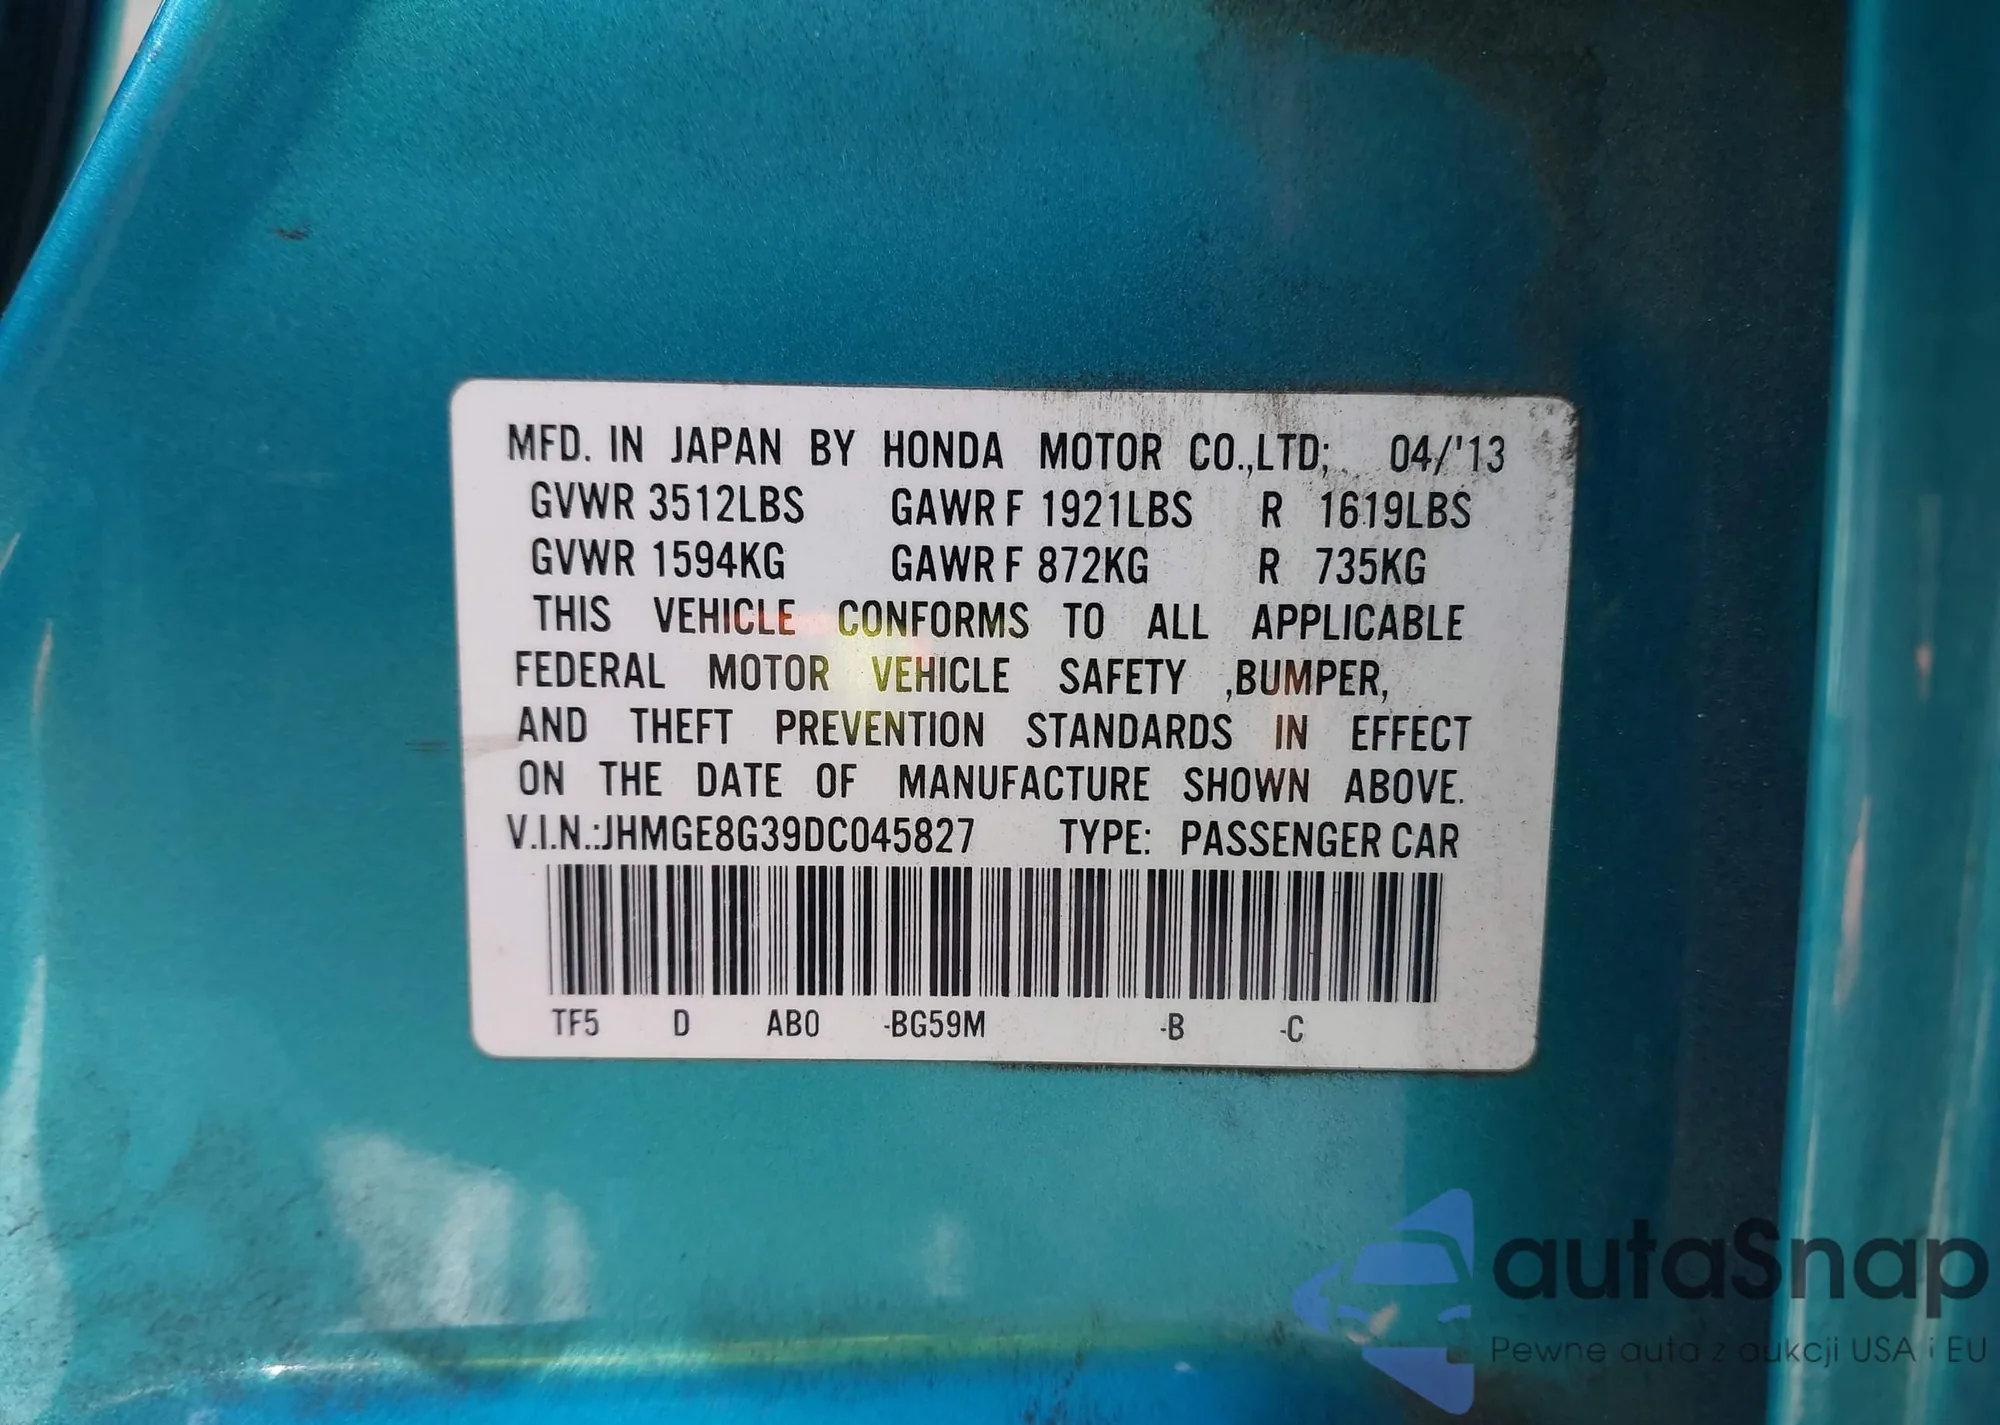 MFD. IN JAPAN BY HONDA MOTOR CO.,LTD; 04/'13
GVWR 3512LBS GAWR F 1921LBS R 1619LBS
GVWR 1594KG GAWR F 872KG R 735KG
THIS VEHICLE CONFORMS TO ALL APPLICABLE
FEDERAL MOTOR VEHICLE SAFETY ,BUMPER,
AND THEFT PREVENTION STANDARDS IN EFFECT
ON THE DATE OF MANUFACTURE SHOWN ABOVE.
V.I.N.:JHMGE8G39DC045827 TYPE: PASSENGER CAR
TF5 D AB0 -BG59M -B -C
autaSnap
Pewne auta z aukcji USA i EU